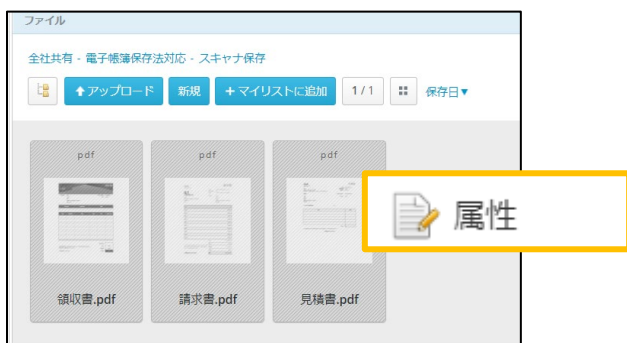 ファイル
全社共有 - 電子帳簿保存法対応 - スキャナ保存
アップロード 新規 +マイリストに追加 1 / 1 保存日▼
pdf pdf pdf
属性
領収書.pdf 請求書.pdf 見積書.pdf